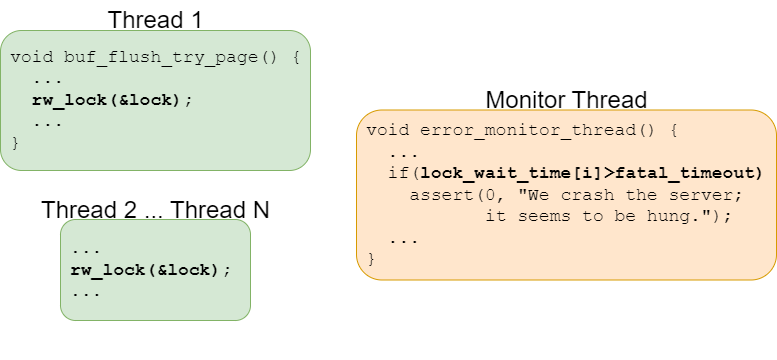 Thread 1
void buf_flush_try_page() {
...
rw_lock(&lock);
...
}
Thread 2 ... Thread N
...
rw_lock(&lock);
...
Monitor Thread
void error_monitor_thread() {
...
if(lock_wait_time[i]>fatal_timeout)
assert(0, "We crash the server;
it seems to be hung.");
...
}